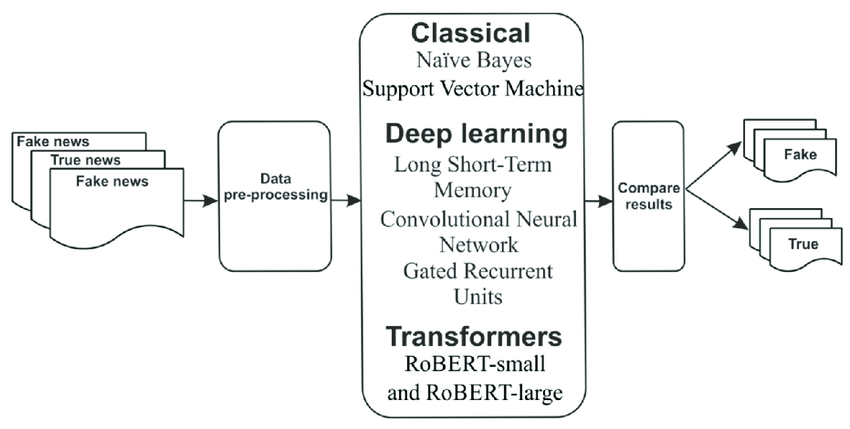 Fake news
True news
Fake news
Data
pre-processing
Classical
Naïve Bayes
Support Vector Machine
Deep learning
Long Short-Term
Memory
Convolutional Neural
Network
Gated Recurrent
Units
Transformers
RoBERT-small
and RoBERT-large
Compare
results
Fake
True